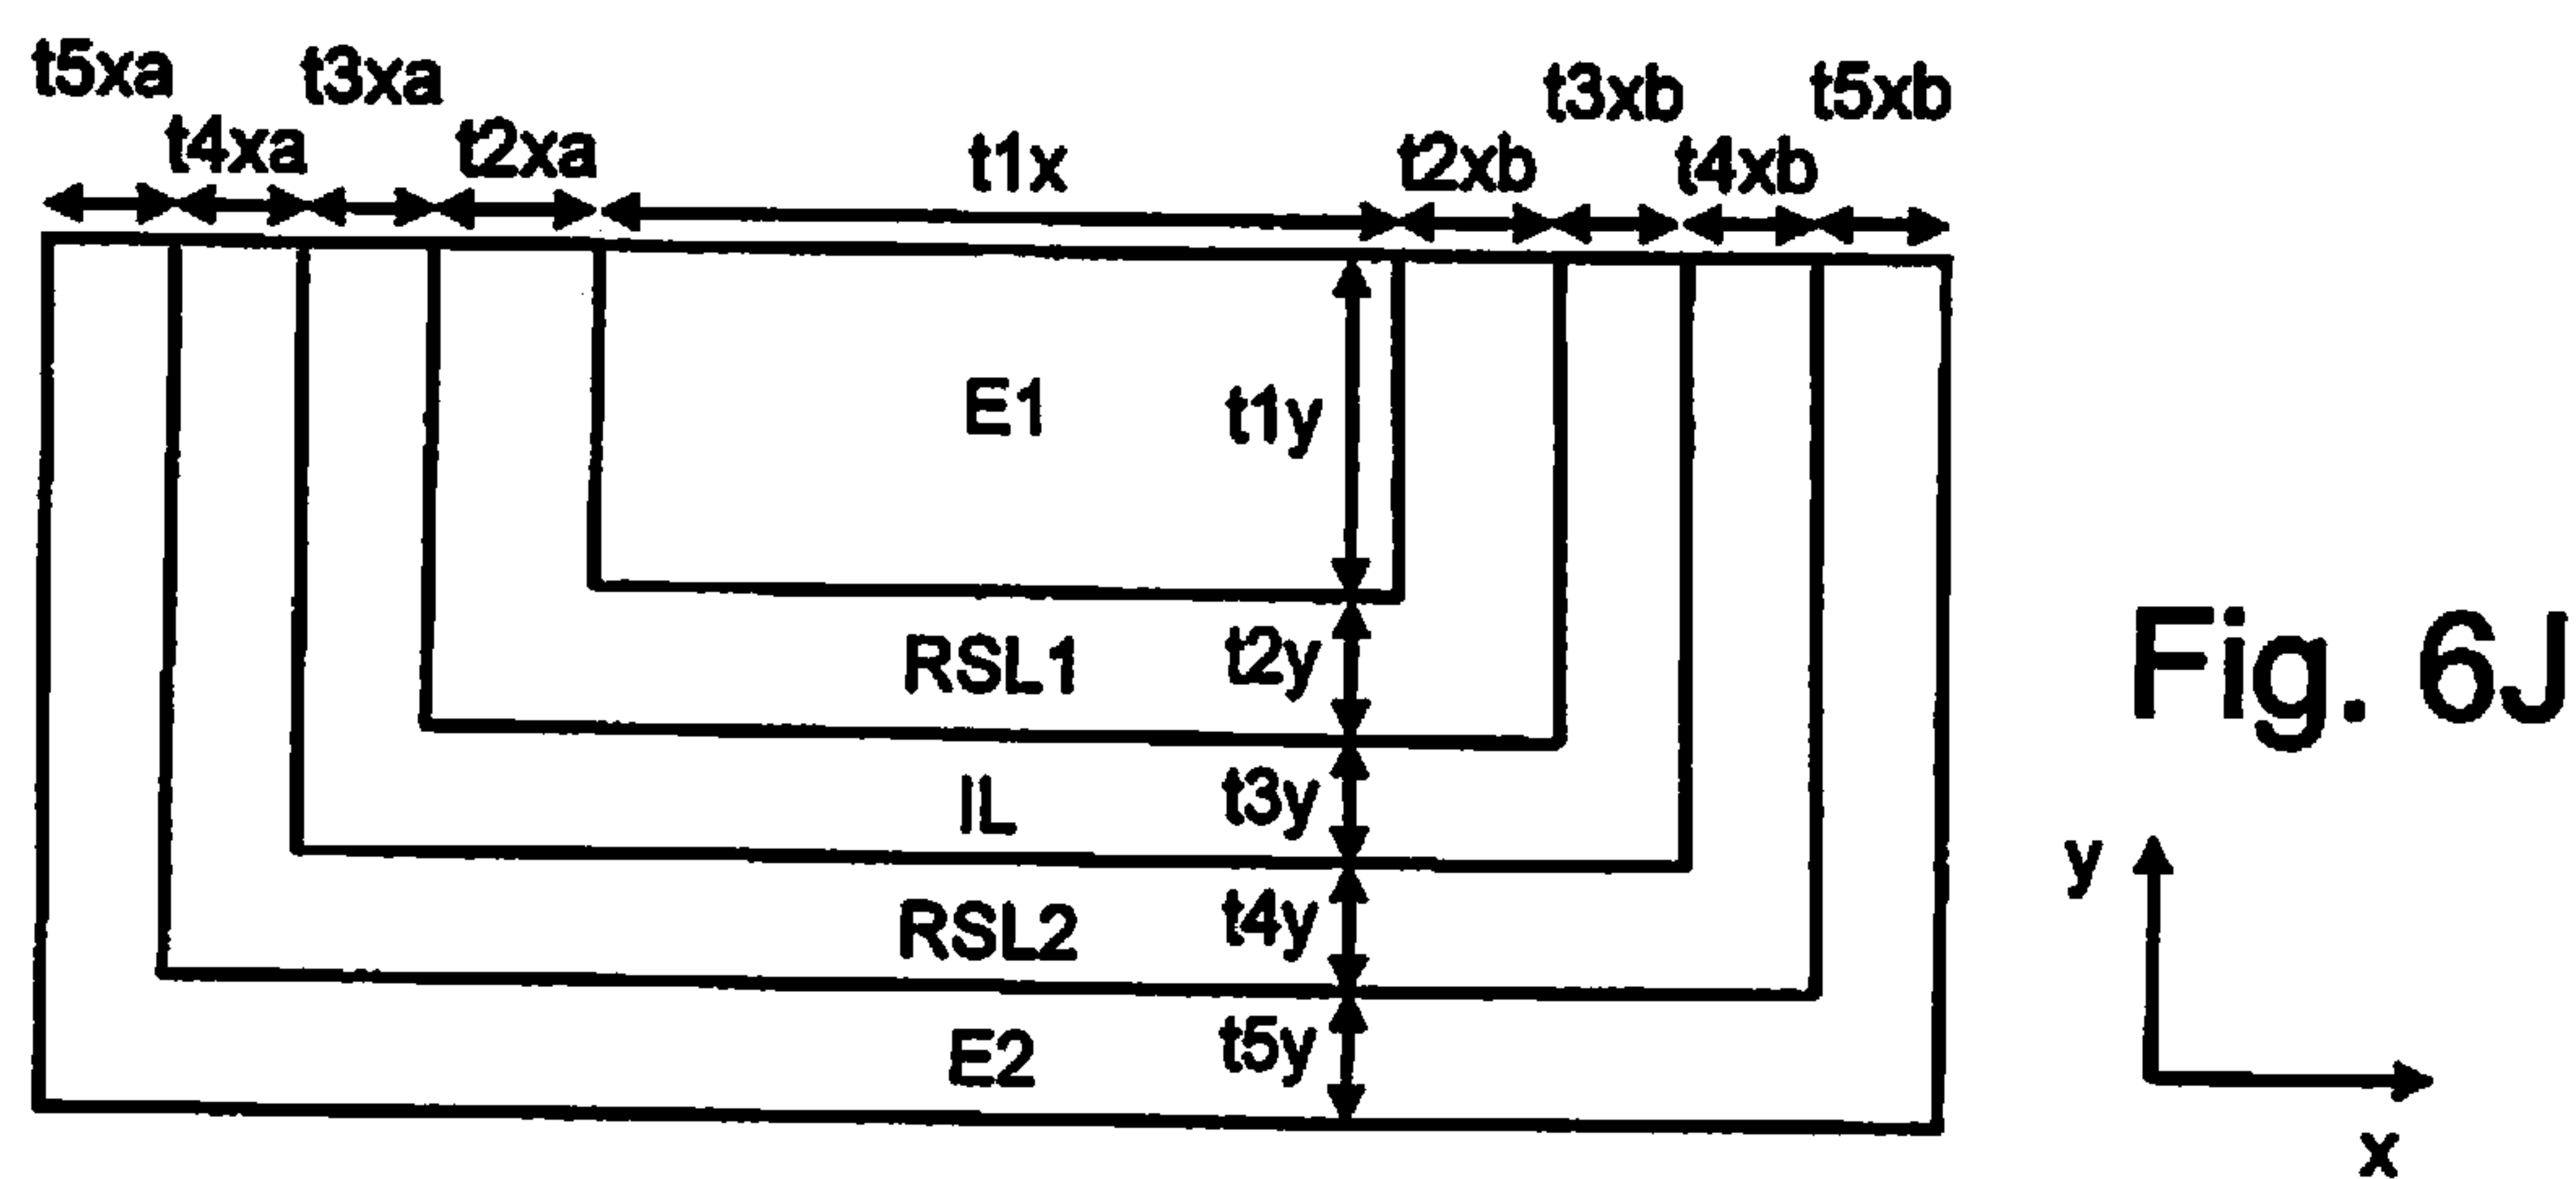 t5xa t3xa t3xb t5xb
t4xa t2xa t1x t2xb t4xb
E1 t1y
RSL1 t2y
IL t3y
RSL2 t4y
E2 t5y
Fig. 6J
y
x